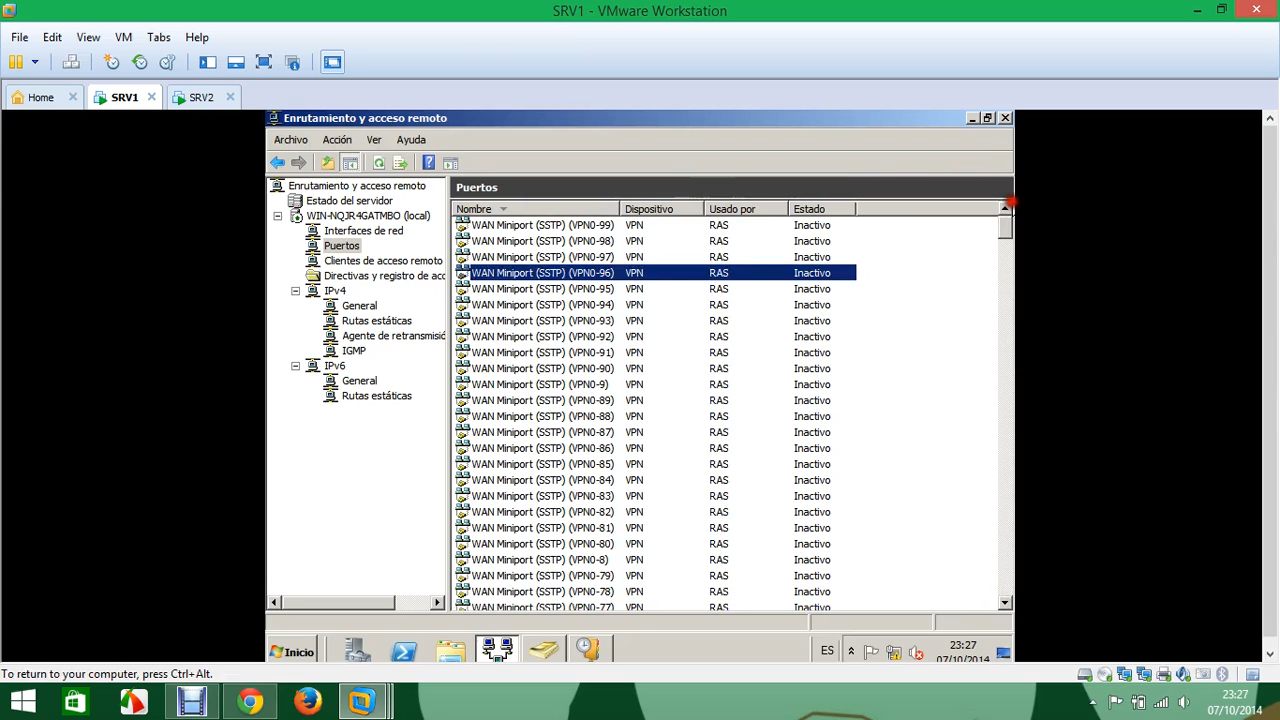 SRV1 - VMware Workstation
File Edit View VM Tabs Help
Home SRV1 SRV2
Enrutamiento y acceso remoto
Archivo Acción Ver Ayuda
Enrutamiento y acceso remoto
Estado del servidor
WIN-NQJR4GATMBO (local)
Interfaces de red
Puertos
Clientes de acceso remoto
Directivas y registro de acc
IPv4
General
Rutas estáticas
Agente de retransmisió
IGMP
IPv6
General
Rutas estáticas
Puertos
Nombre Dispositivo Usado por Estado
WAN Miniport (SSTP) (VPN0-99) VPN RAS Inactivo
WAN Miniport (SSTP) (VPN0-98) VPN RAS Inactivo
WAN Miniport (SSTP) (VPN0-97) VPN RAS Inactivo
WAN Miniport (SSTP) (VPN0-96) VPN RAS Inactivo
WAN Miniport (SSTP) (VPN0-95) VPN RAS Inactivo
WAN Miniport (SSTP) (VPN0-94) VPN RAS Inactivo
WAN Miniport (SSTP) (VPN0-93) VPN RAS Inactivo
WAN Miniport (SSTP) (VPN0-92) VPN RAS Inactivo
WAN Miniport (SSTP) (VPN0-91) VPN RAS Inactivo
WAN Miniport (SSTP) (VPN0-90) VPN RAS Inactivo
WAN Miniport (SSTP) (VPN0-9) VPN RAS Inactivo
WAN Miniport (SSTP) (VPN0-89) VPN RAS Inactivo
WAN Miniport (SSTP) (VPN0-88) VPN RAS Inactivo
WAN Miniport (SSTP) (VPN0-87) VPN RAS Inactivo
WAN Miniport (SSTP) (VPN0-86) VPN RAS Inactivo
WAN Miniport (SSTP) (VPN0-85) VPN RAS Inactivo
WAN Miniport (SSTP) (VPN0-84) VPN RAS Inactivo
WAN Miniport (SSTP) (VPN0-83) VPN RAS Inactivo
WAN Miniport (SSTP) (VPN0-82) VPN RAS Inactivo
WAN Miniport (SSTP) (VPN0-81) VPN RAS Inactivo
WAN Miniport (SSTP) (VPN0-80) VPN RAS Inactivo
WAN Miniport (SSTP) (VPN0-8) VPN RAS Inactivo
WAN Miniport (SSTP) (VPN0-79) VPN RAS Inactivo
WAN Miniport (SSTP) (VPN0-78) VPN RAS Inactivo
WAN Miniport (SSTP) (VPN0-77) VPN RAS Inactivo
Inicio ES 23:27
07/10/2014
To return to your computer, press Ctrl+Alt.
23:27
07/10/2014